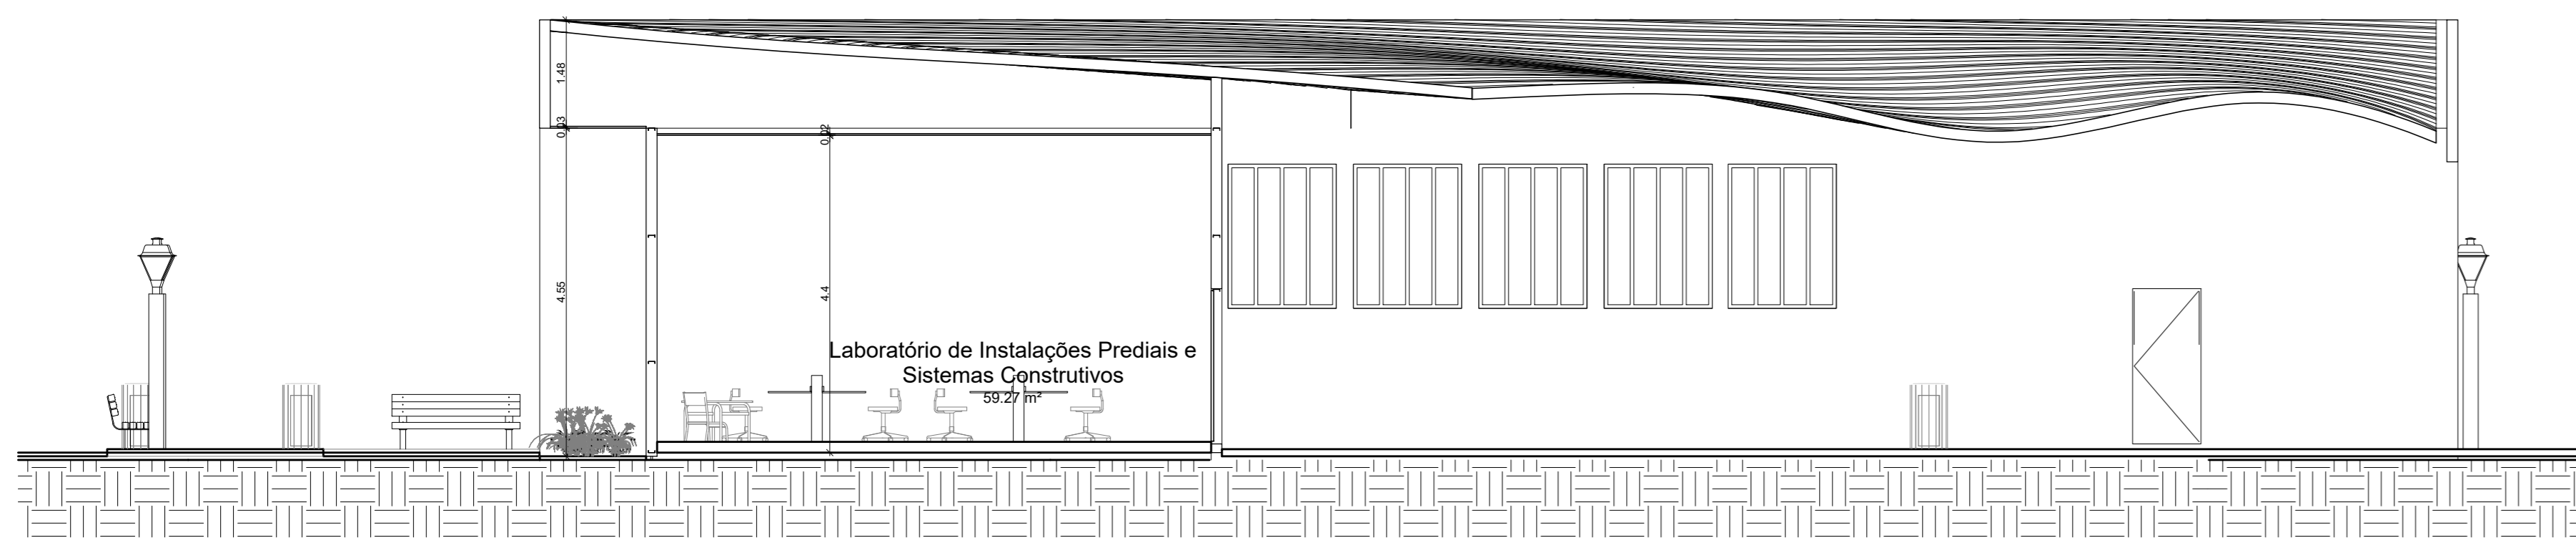 1.48
0.03
0.02
4.55
4.4
Laboratório de Instalações Prediais e
Sistemas Construtivos
59.27 m²